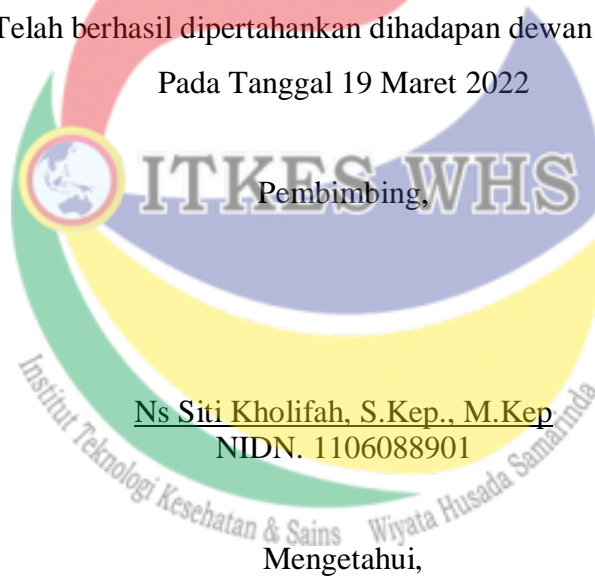 Telah berhasil dipertahankan dihadapan dewan
Pada Tanggal 19 Maret 2022
ITKES WHS
Pembimbing,
Ns Siti Kholifah, S.Kep., M.Kep
NIDN. 1106088901
Institut Teknologi Kesehatan & Sains Wiyata Husada Samarinda
Mengetahui,